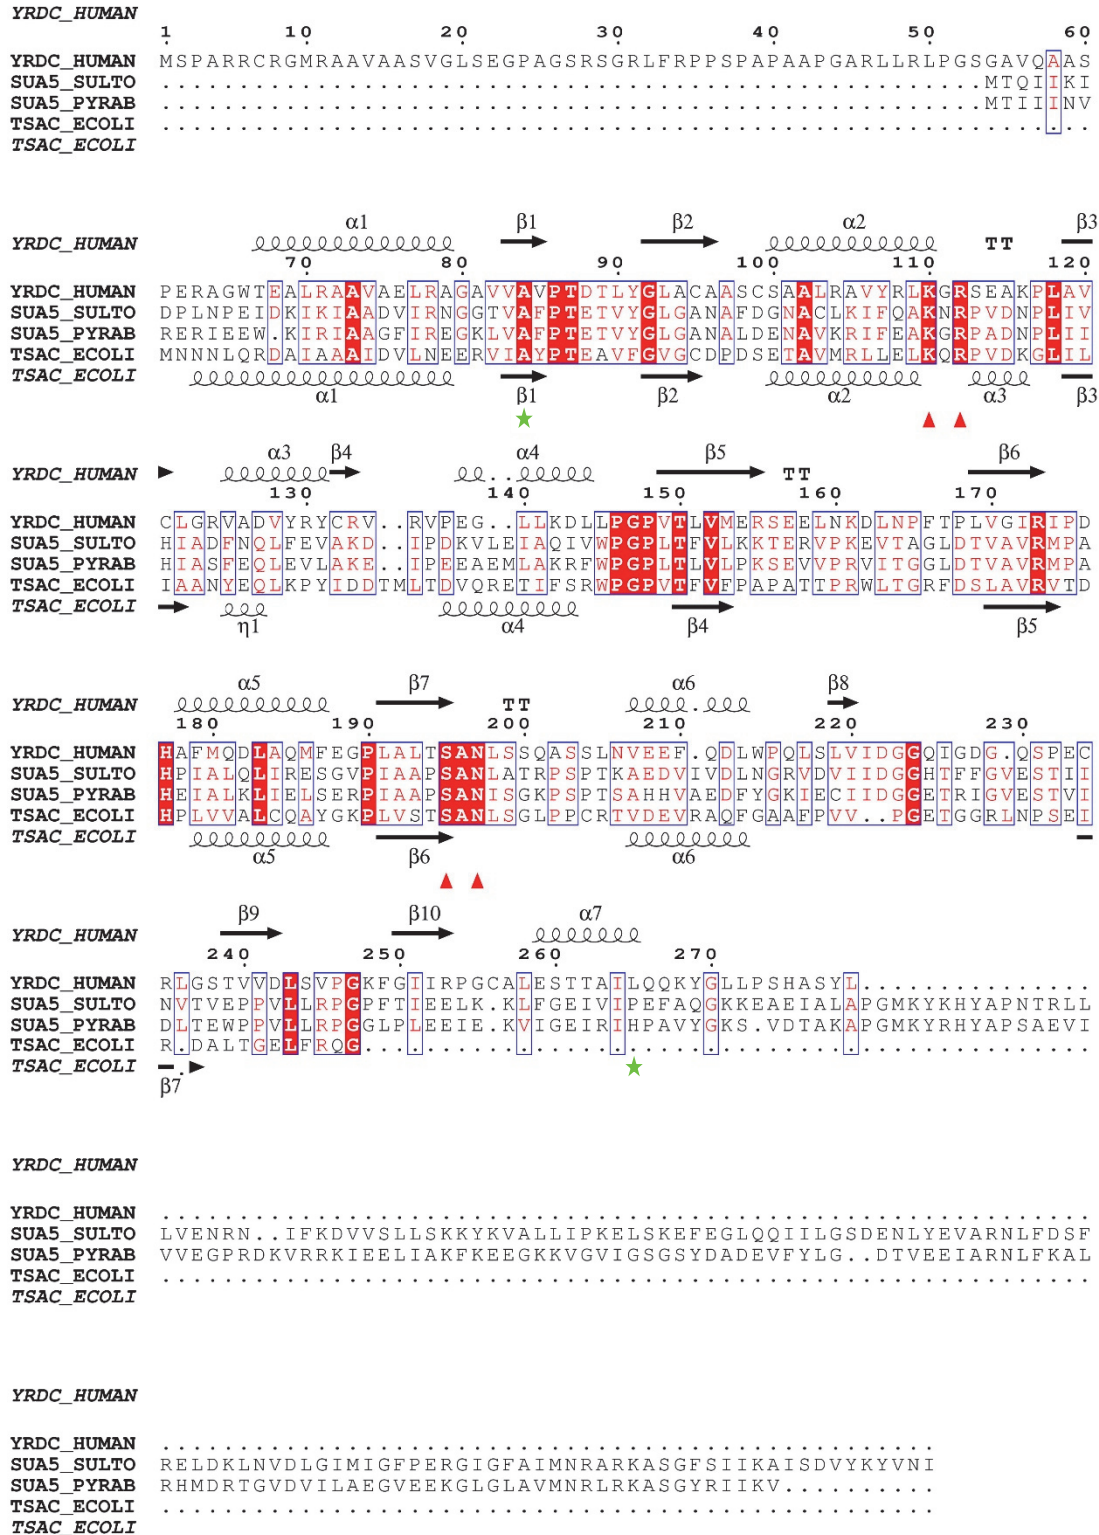 YRDC_HUMAN
1 10 20 30 40 50 60
YRDC_HUMAN MSPARRCRGMRAAVAASVGLSEGPAGSRSGRLFRPPSPAPAAPGARLLRLPGSGAVQAAS
SUA5_SULTO .....................................................MTQIIKI
SUA5_PYRAB .....................................................MTIIINV
TSAC_ECOLI ............................................................
TSAC_ECOLI
α1 β1 β2 α2 β3
YRDC_HUMAN TT
70 80 90 100 110 120
YRDC_HUMAN PERAGWTEALRAAVAELRAGAVVAVPTDTLYGLACAASCSAALRAVYRLKGRSEAKPLAV
SUA5_SULTO DPLNPEIDKIKIAADVIRNGGTVAFPTETVYGLGANAFDGNACLKIFQAKNRPVDNPLIV
SUA5_PYRAB RERIEEW.KIRIAAGFIREGKLVAFPTETVYGLGANALDENAVKRIFEAKGRPADNPLIV
TSAC_ECOLI MNNNLQRDAIAAAIDVLNEERVIAYPTEAVFGVGCDPDSETAVMRLLELKQRPVDKGLIL
TSAC_ECOLI
α1 β1 β2 α2 α3 β3
α3 β4 α4 β5 β6
YRDC_HUMAN .. TT
130 140 150 160 170
YRDC_HUMAN CLGRVADVYRYCRV..RVPEG..LLKDLLPGPVTLVMERSEELNKDLNPFTPLVGIRIPD
SUA5_SULTO HIADFNQLFEVAKD..IPDKVLEIAQIVWPGPLTFVLKKTERVPKEVTAGLDTVAVRMPA
SUA5_PYRAB HIASFEQLEVLAKE..IPEEAEMLAKRFWPGPLTLVLPKSEVVPRVITGGLDTVAVRMPA
TSAC_ECOLI IAANYEQLKPYIDDTMLTDVQRETIFSRWPGPVTFVFPAPATTPRWLTGRFDSLAVRVTD
TSAC_ECOLI
η1 α4 β4 β5
α5 β7 α6 β8
YRDC_HUMAN TT .
180 190 200 210 220 230
YRDC_HUMAN HAFMQDLAQMFEGPLALTSANLSSQASSLNVEEF.QDLWPQLSLVIDGGQIGDG.QSPEC
SUA5_SULTO HPIALQLIRESGVPIAAPSANLATRPSPTKAEDVIVDLNGRVDVIIDGGHTFFGVESTII
SUA5_PYRAB HEIALKLIELSERPIAAPSANISGKPSPTSAHHVAEDFYGKIECIIDGGETRIGVESTVI
TSAC_ECOLI HPLVVALCQAYGKPLVSTSANLSGLPPCRTVDEVRAQFGAAFPVV..PGETGGRLNPSEI
TSAC_ECOLI
α5 β6 α6
β9 β10 α7
YRDC_HUMAN
240 250 260 270
YRDC_HUMAN RLGSTVVDLSVPGKFGIIRPGCALESTTAILQQKYGLLPSHASYL...............
SUA5_SULTO NVTVEPPVLLRPGPFTIEELK.KLFGEIVIPEFAQGKKEAEIALAPGMKYKHYAPNTRLL
SUA5_PYRAB DLTEWPPVLLRPGGLPLEEIE.KVIGEIRIHPAVYGKS.VDTAKAPGMKYRHYAPSAEVI
TSAC_ECOLI R.DALTGELFRQG...............................................
TSAC_ECOLI .
β7
YRDC_HUMAN
YRDC_HUMAN ............................................................
SUA5_SULTO LVENRN..IFKDVVSLLSKKYKVALLIPKELSKEFEGLQQIILGSDENLYEVARNLFDSF
SUA5_PYRAB VVEGPRDKVRRKIEELIAKFKEEGKKVGVIGSGSYDADEVFYLG..DTVEEIARNLFKAL
TSAC_ECOLI ............................................................
TSAC_ECOLI
YRDC_HUMAN
YRDC_HUMAN ..................................................
SUA5_SULTO RELDKLNVDLGIMIGFPERGIGFAIMNRARKASGFSIIKAISDVYKYVNI
SUA5_PYRAB RHMDRTGVDVILAEGVEEKGLGLAVMNRLRKASGYRIIKV..........
TSAC_ECOLI ..................................................
TSAC_ECOLI